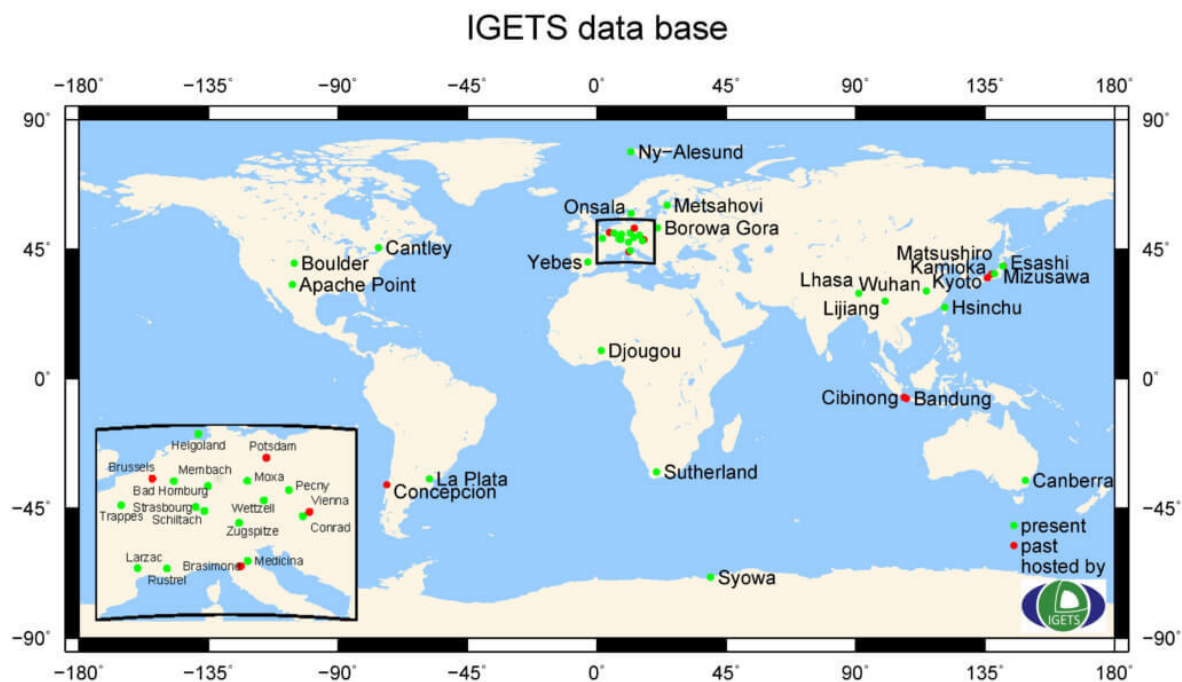 IGETS data base
−180° −135° −90° −45° 0° 45° 90° 135° 180°
90 90
Ny−Alesund
Onsala Metsahovi
Borowa Gora
45 45
Cantley
Yebes
Boulder
Apache Point
Matsushiro Esashi
Kamioka Mizusawa
Lhasa Wuhan Kyoto
Lijiang Hsinchu
Djougou
0 0
Cibinong Bandung
Sutherland
La Plata
Concepcion
Canberra
−45 −45
Helgoland
Potsdam
Brussels Membach Moxa
Bad Homburg Pecny
Vienna
Trappes Strasbourg Wettzell
Schiltach Conrad
Zugspitze
Larzac Brasimone Medicina
Rustrel
present
past
hosted by
IGETS
Syowa
−90 −90
−180° −135° −90° −45° 0° 45° 90° 135° 180°